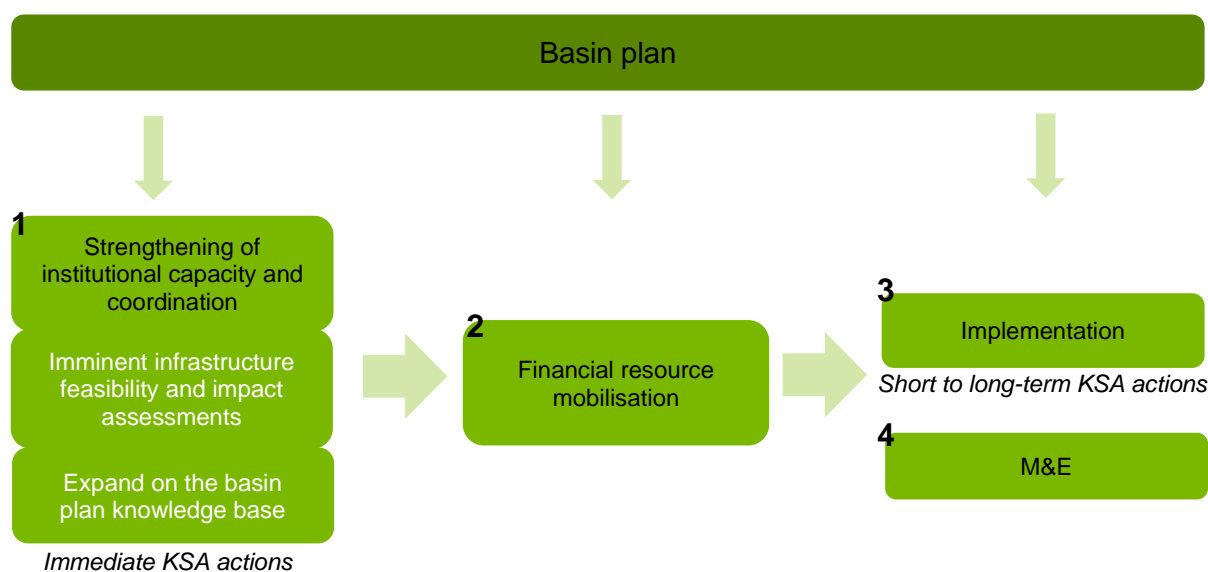 Basin plan
1
Strengthening of
institutional capacity and
coordination
Imminent infrastructure
feasibility and impact
assessments
Expand on the basin
plan knowledge base
Immediate KSA actions
2
Financial resource
mobilisation
3
Implementation
Short to long-term KSA actions
4
M&E